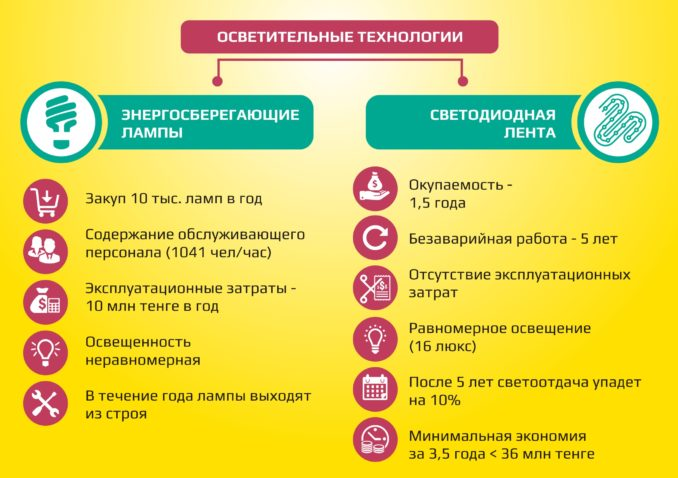 ОСВЕТИТЕЛЬНЫЕ ТЕХНОЛОГИИ
ЭНЕРГОСБЕРЕГАЮЩИЕ
ЛАМПЫ
Закуп 10 тыс. ламп в год
Содержание обслуживающего
персонала (1041 чел/час)
Эксплуатационные затраты -
10 млн тенге в год
Освещенность
неравномерная
В течение года лампы выходят
из строя
СВЕТОДИОДНАЯ
ЛЕНТА
Окупаемость -
1,5 года
Безаварийная работа - 5 лет
Отсутствие эксплуатационных
затрат
Равномерное освещение
(16 люкс)
После 5 лет светоотдача упадет
на 10%
Минимальная экономия
за 3,5 года < 36 млн тенге